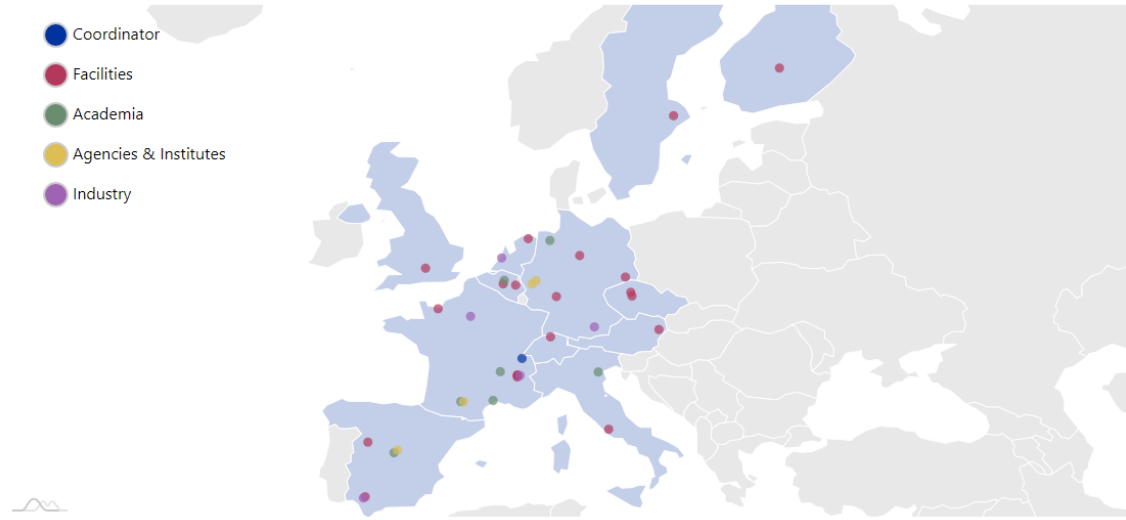 Coordinator
Facilities
Academia
Agencies & Institutes
Industry